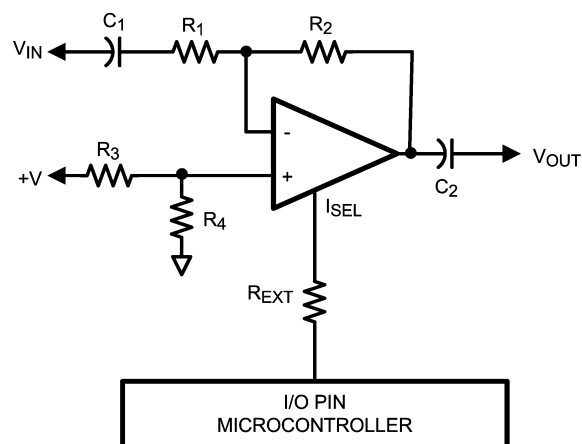 C1
R1
R2
VIN
-
R3
+V
+
VOUT
C2
R4
ISEL
REXT
I/O PIN
MICROCONTROLLER